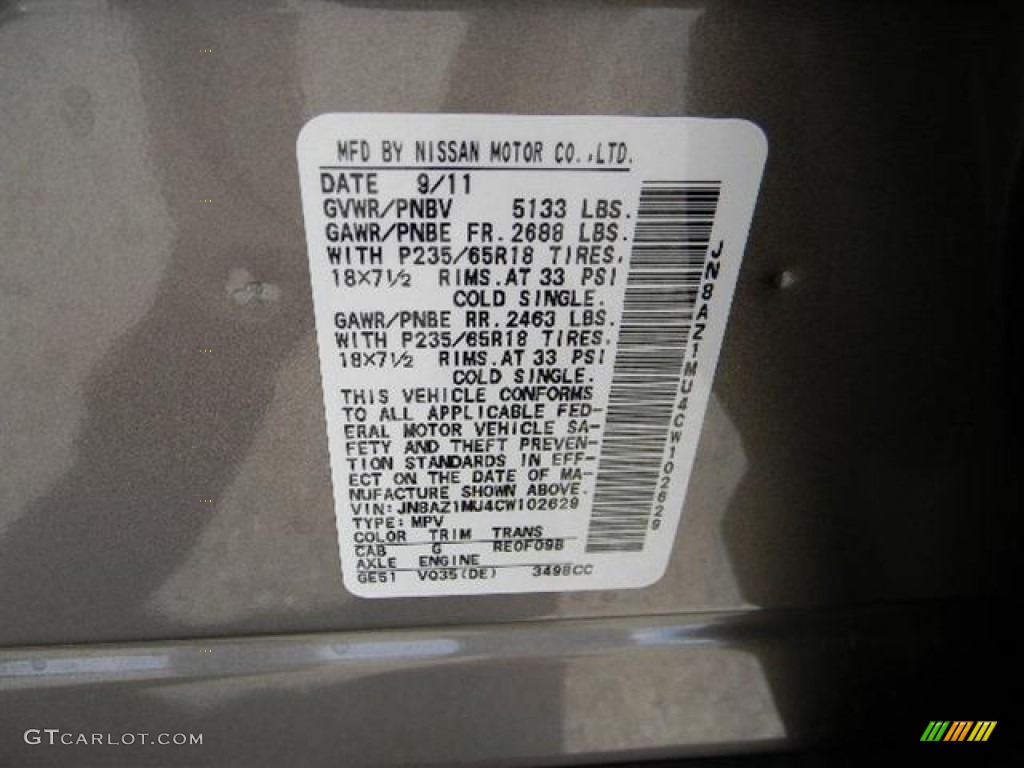 MFD BY NISSAN MOTOR CO.,LTD.
DATE 9/11
GVWR/PNBV 5133 LBS.
GAWR/PNBE FR. 2688 LBS.
WITH P235/65R18 TIRES.
18X7½ RIMS. AT 33 PSI
COLD SINGLE.
GAWR/PNBE RR. 2463 LBS.
WITH P235/65R18 TIRES.
18X7½ RIMS. AT 33 PSI
COLD SINGLE.
THIS VEHICLE CONFORMS
TO ALL APPLICABLE FED-
ERAL MOTOR VEHICLE SA-
FETY AND THEFT PREVEN-
TION STANDARDS IN EFF-
ECT ON THE DATE OF MA-
NUFACTURE SHOWN ABOVE.
VIN: JN8AZ1MU4CW102629
TYPE: MPV
COLOR TRIM TRANS
CAB G RE0F09B
AXLE ENGINE
GE51 VQ35(DE) 3498CC
JN8AZ1MU4CW102629
GTCARLOT.COM